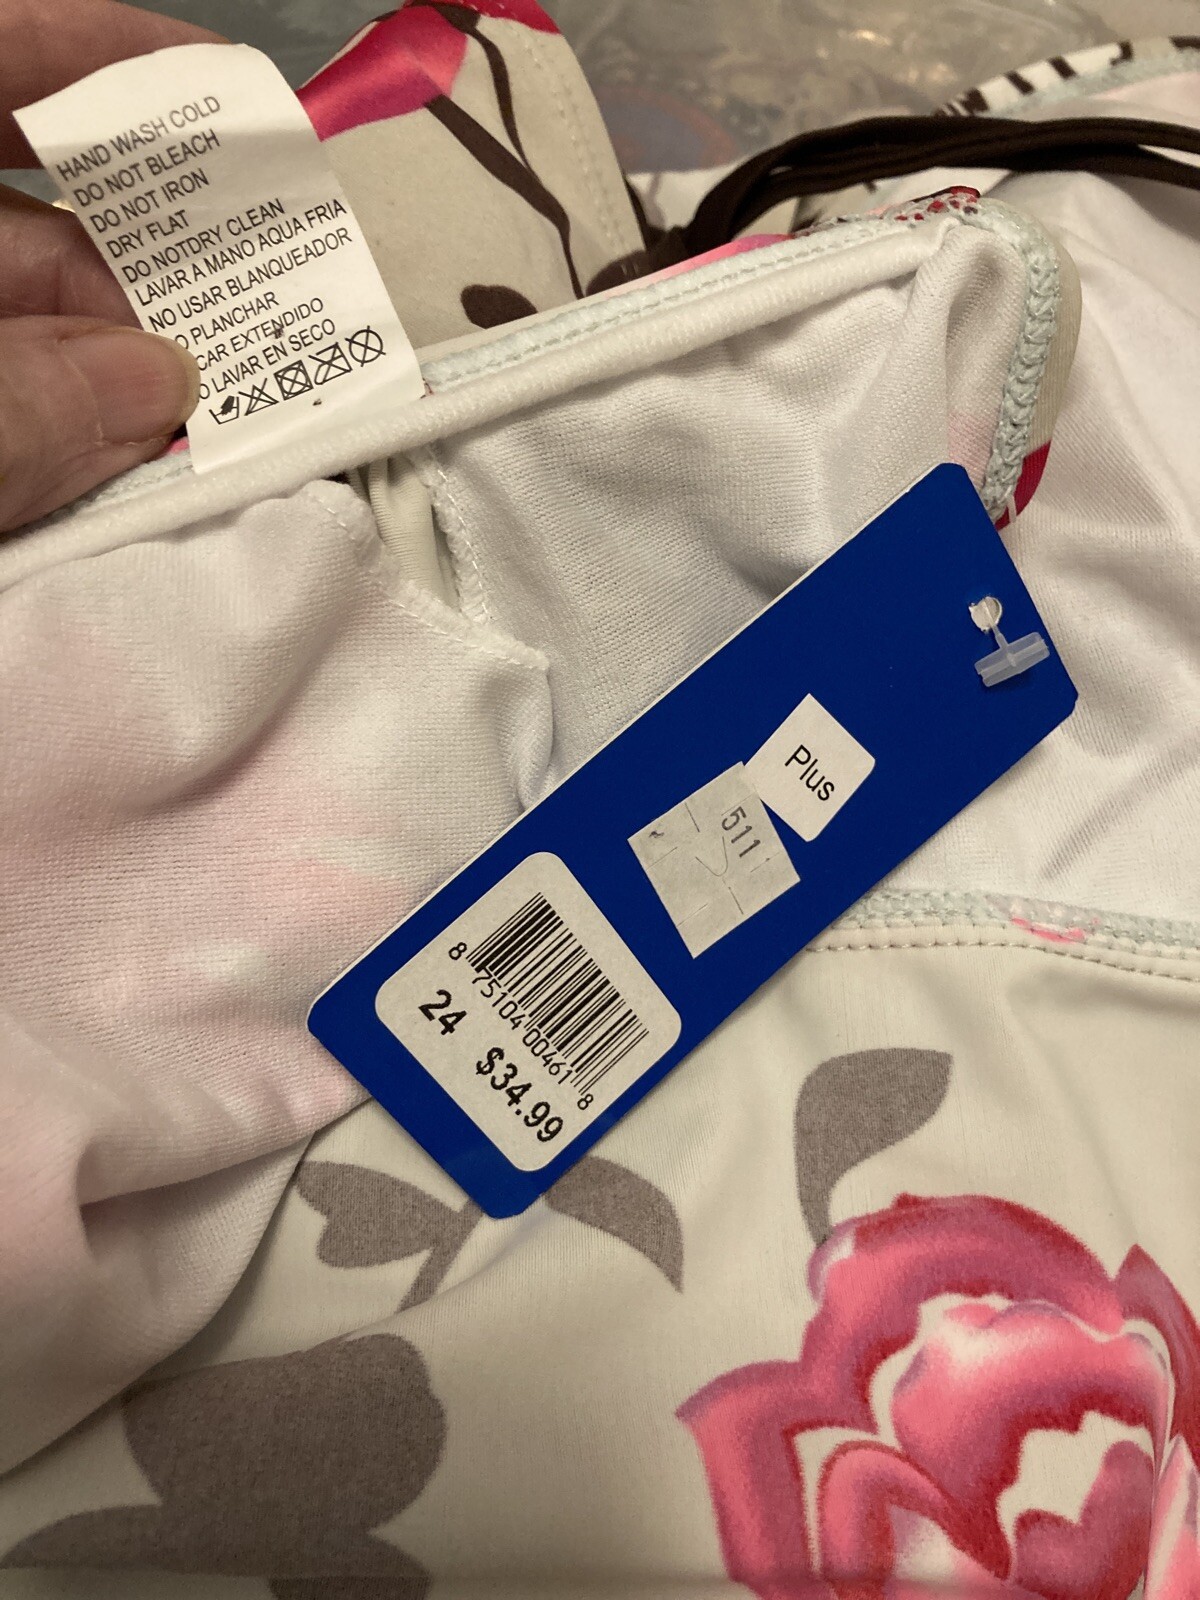 HAND WASH COLD
DO NOT BLEACH
DO NOT IRON
DRY FLAT
DO NOTDRY CLEAN
LAVAR A MANO AQUA FRIA
NO USAR BLANQUEADOR
O PLANCHAR
CAR EXTENDIDO
O LAVAR EN SECO
Plus
511
8 75104 00461 8
24 $34.99